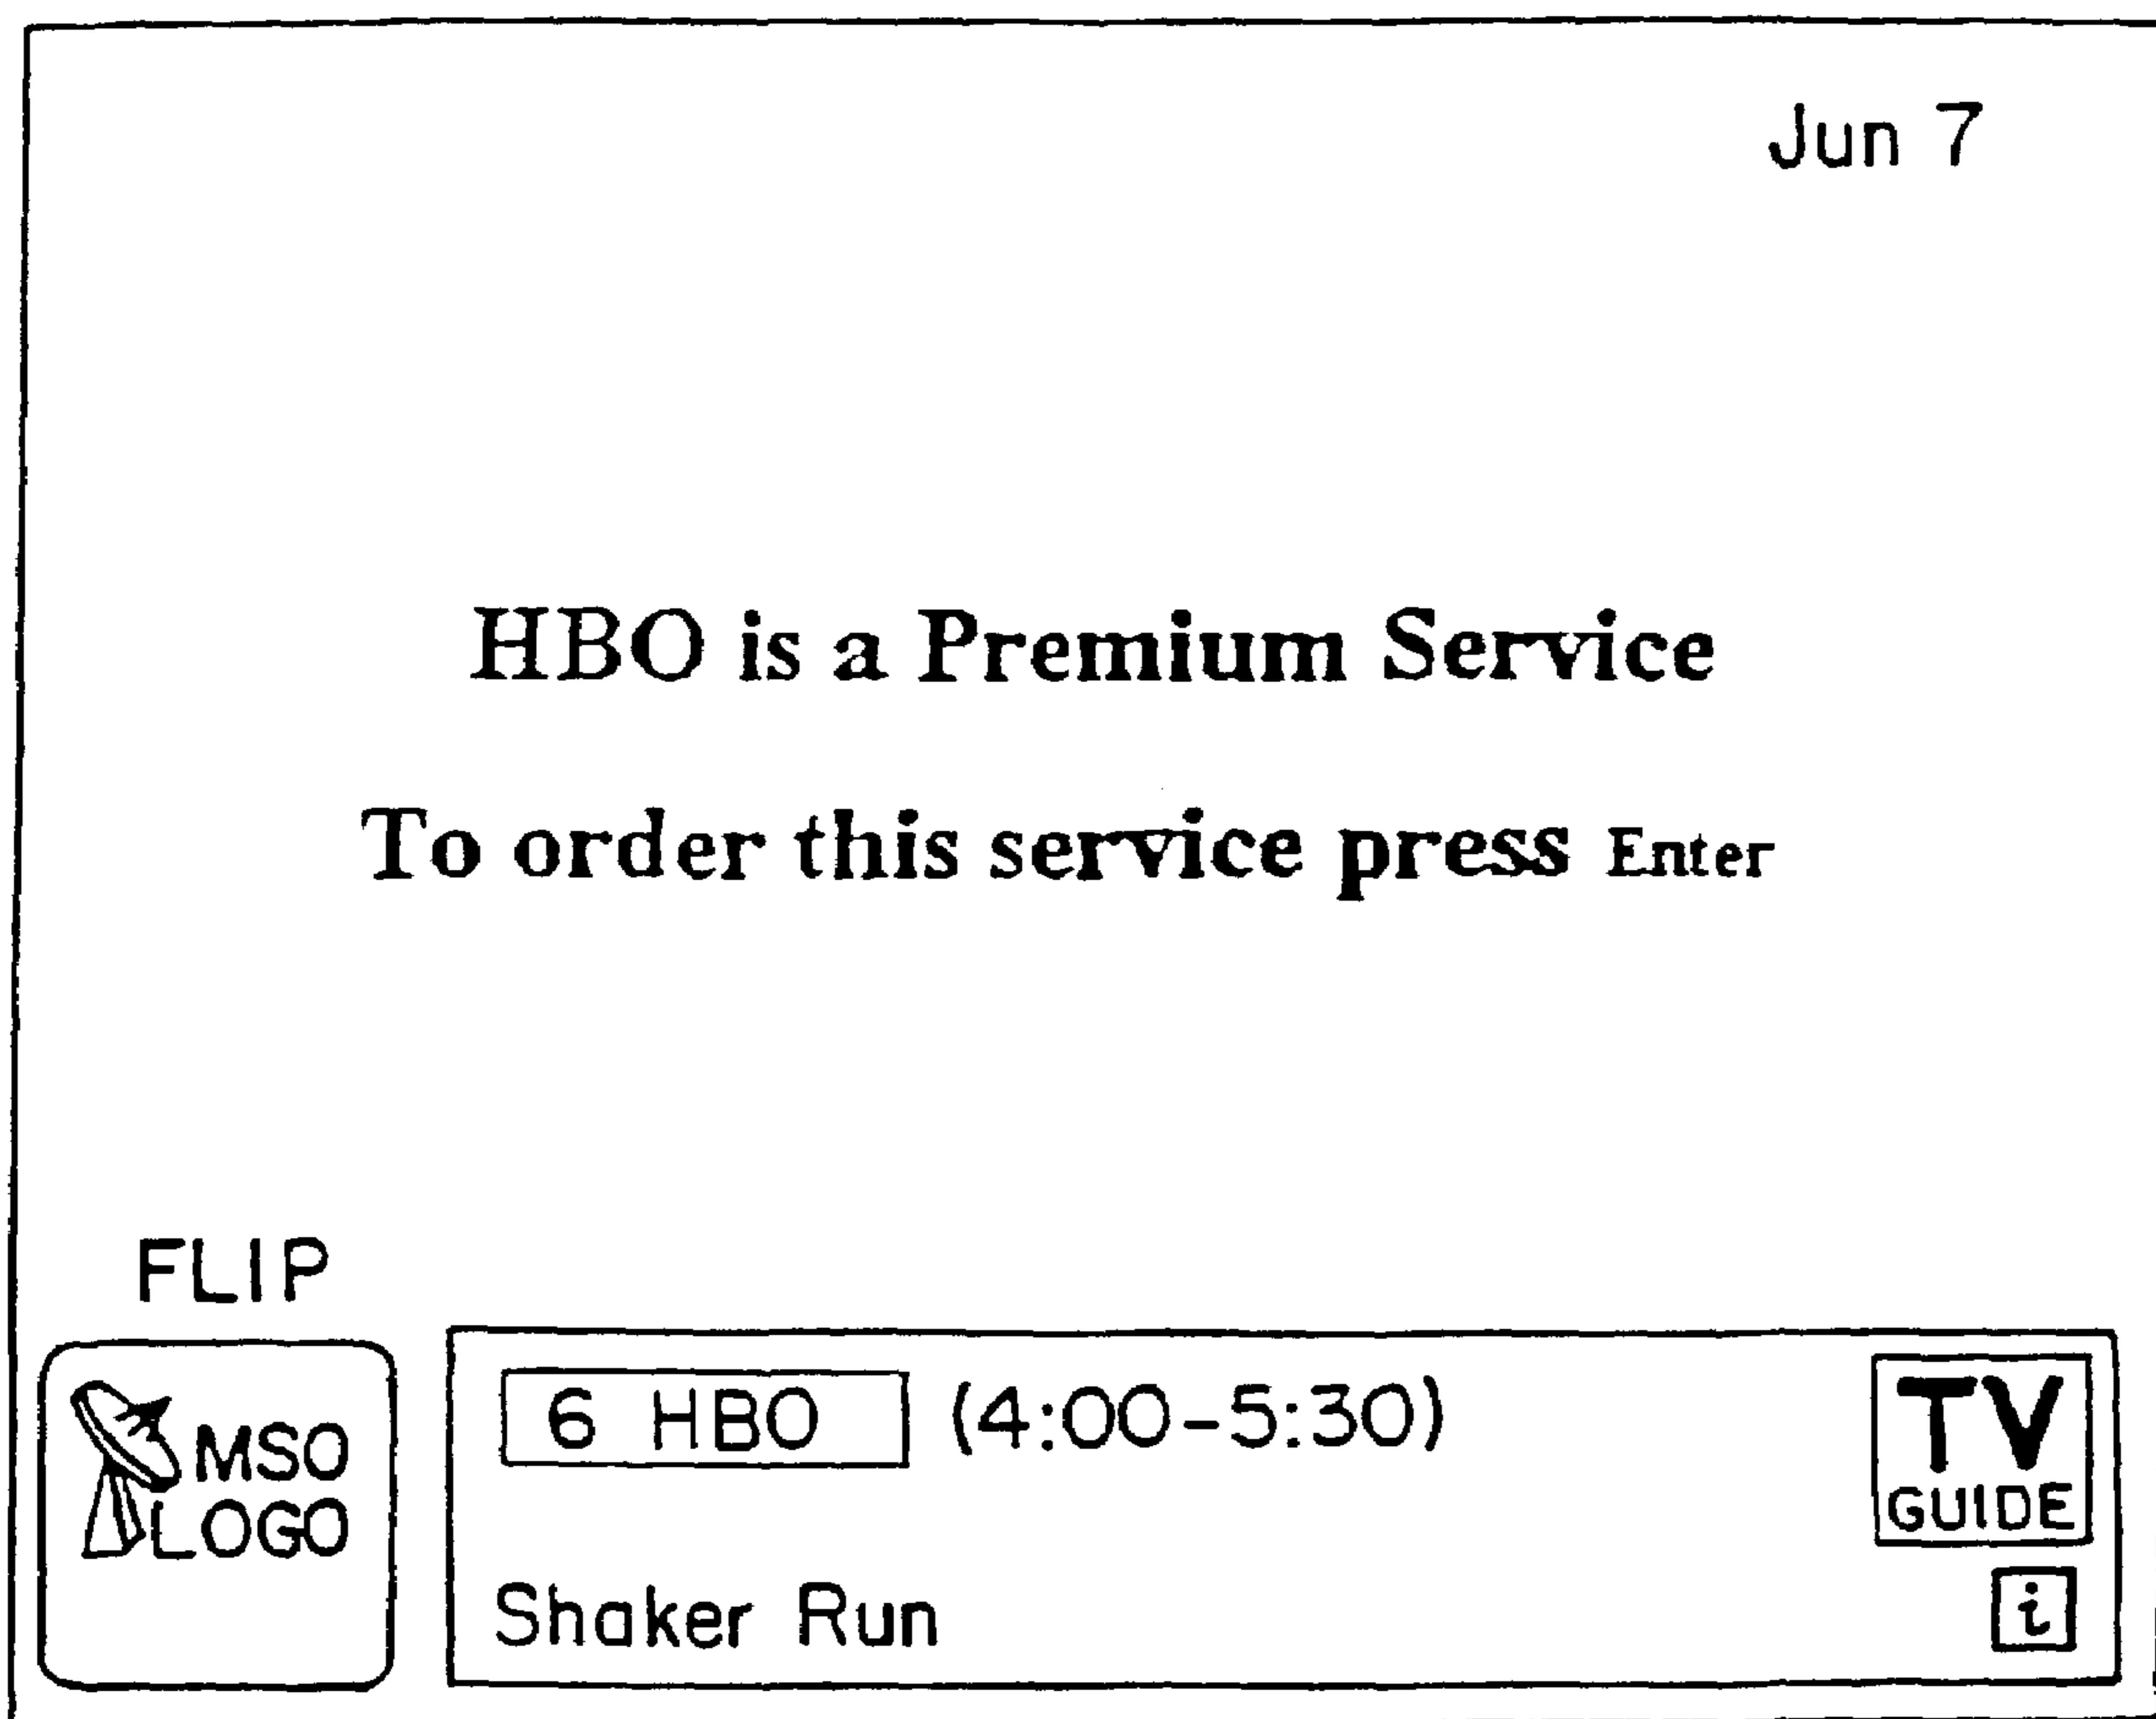 Jun 7
HBO is a Premium Service
To order this service press Enter
FLIP
MSO
LOGO
6 HBO (4:00-5:30)
Shaker Run
TV
GUIDE
i